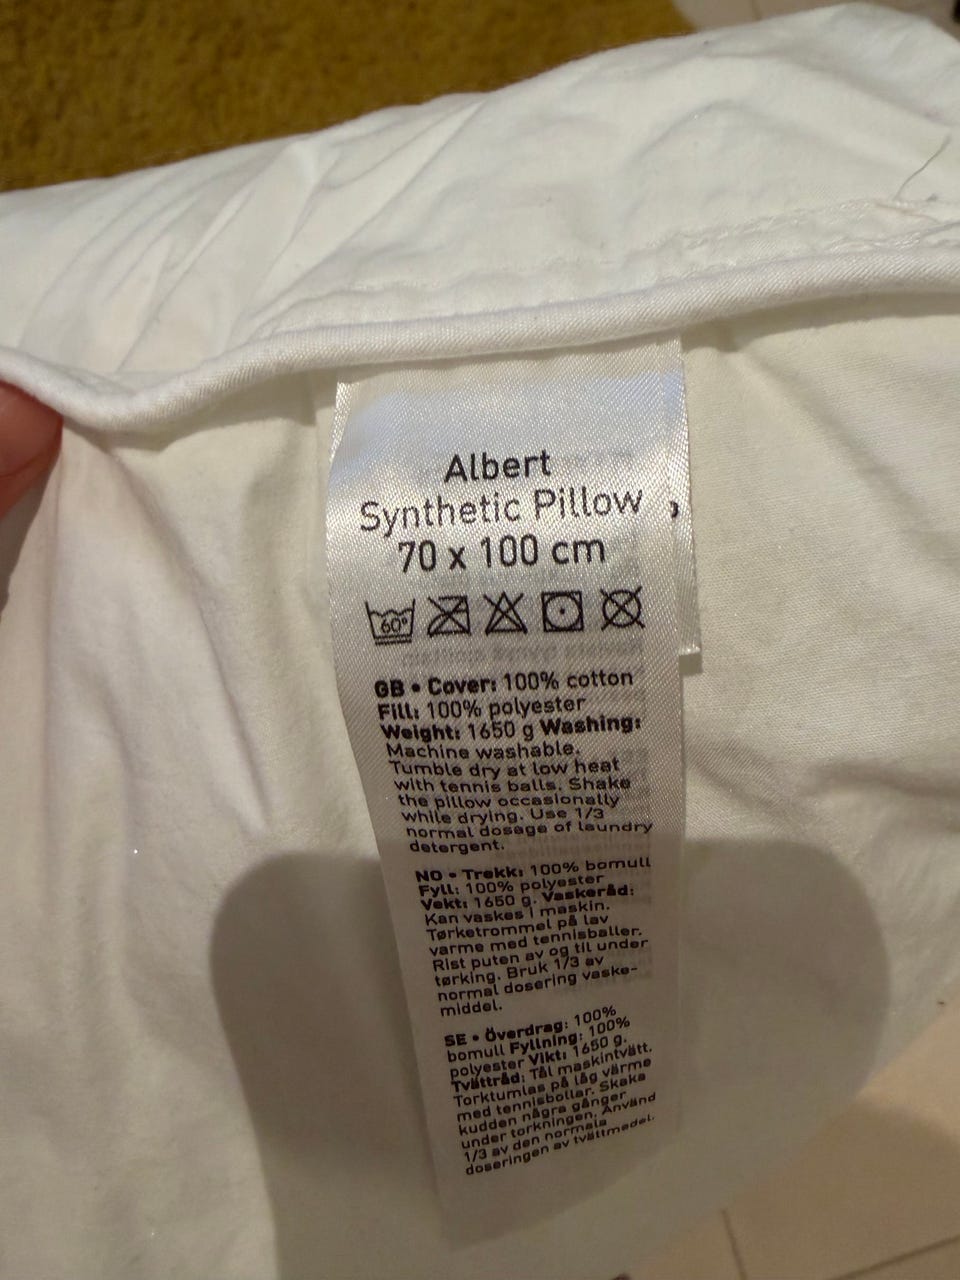 Albert
Synthetic Pillow
70 x 100 cm
60°
GB • Cover: 100% cotton
Fill: 100% polyester
Weight: 1650 g Washing:
Machine washable.
Tumble dry at low heat
with tennis balls. Shake
the pillow occasionally
while drying. Use 1/3
normal dosage of laundry
detergent.
NO • Trekk: 100% bomull
Fyll: 100% polyester
Vekt: 1650 g. Vaskeråd:
Kan vaskes i maskin.
Tørketrommel på lav
varme med tennisballer.
Rist puten av og til under
tørking. Bruk 1/3 av
normal dosering vaske-
middel.
SE • Överdrag: 100%
bomull Fyllning: 100%
polyester Vikt: 1650 g.
Tvättråd: Tål maskintvätt.
Torktumlas på låg värme
med tennisbollar. Skaka
kudden några gånger
under torkningen. Använd
1/3 av den normala
doseringen av tvättmedel.